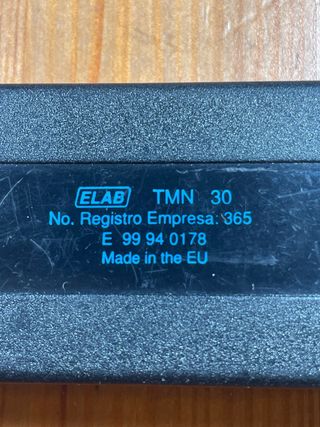 ELAB TMN 30
No. Registro Empresa: 365
E 99 94 0178
Made in the EU